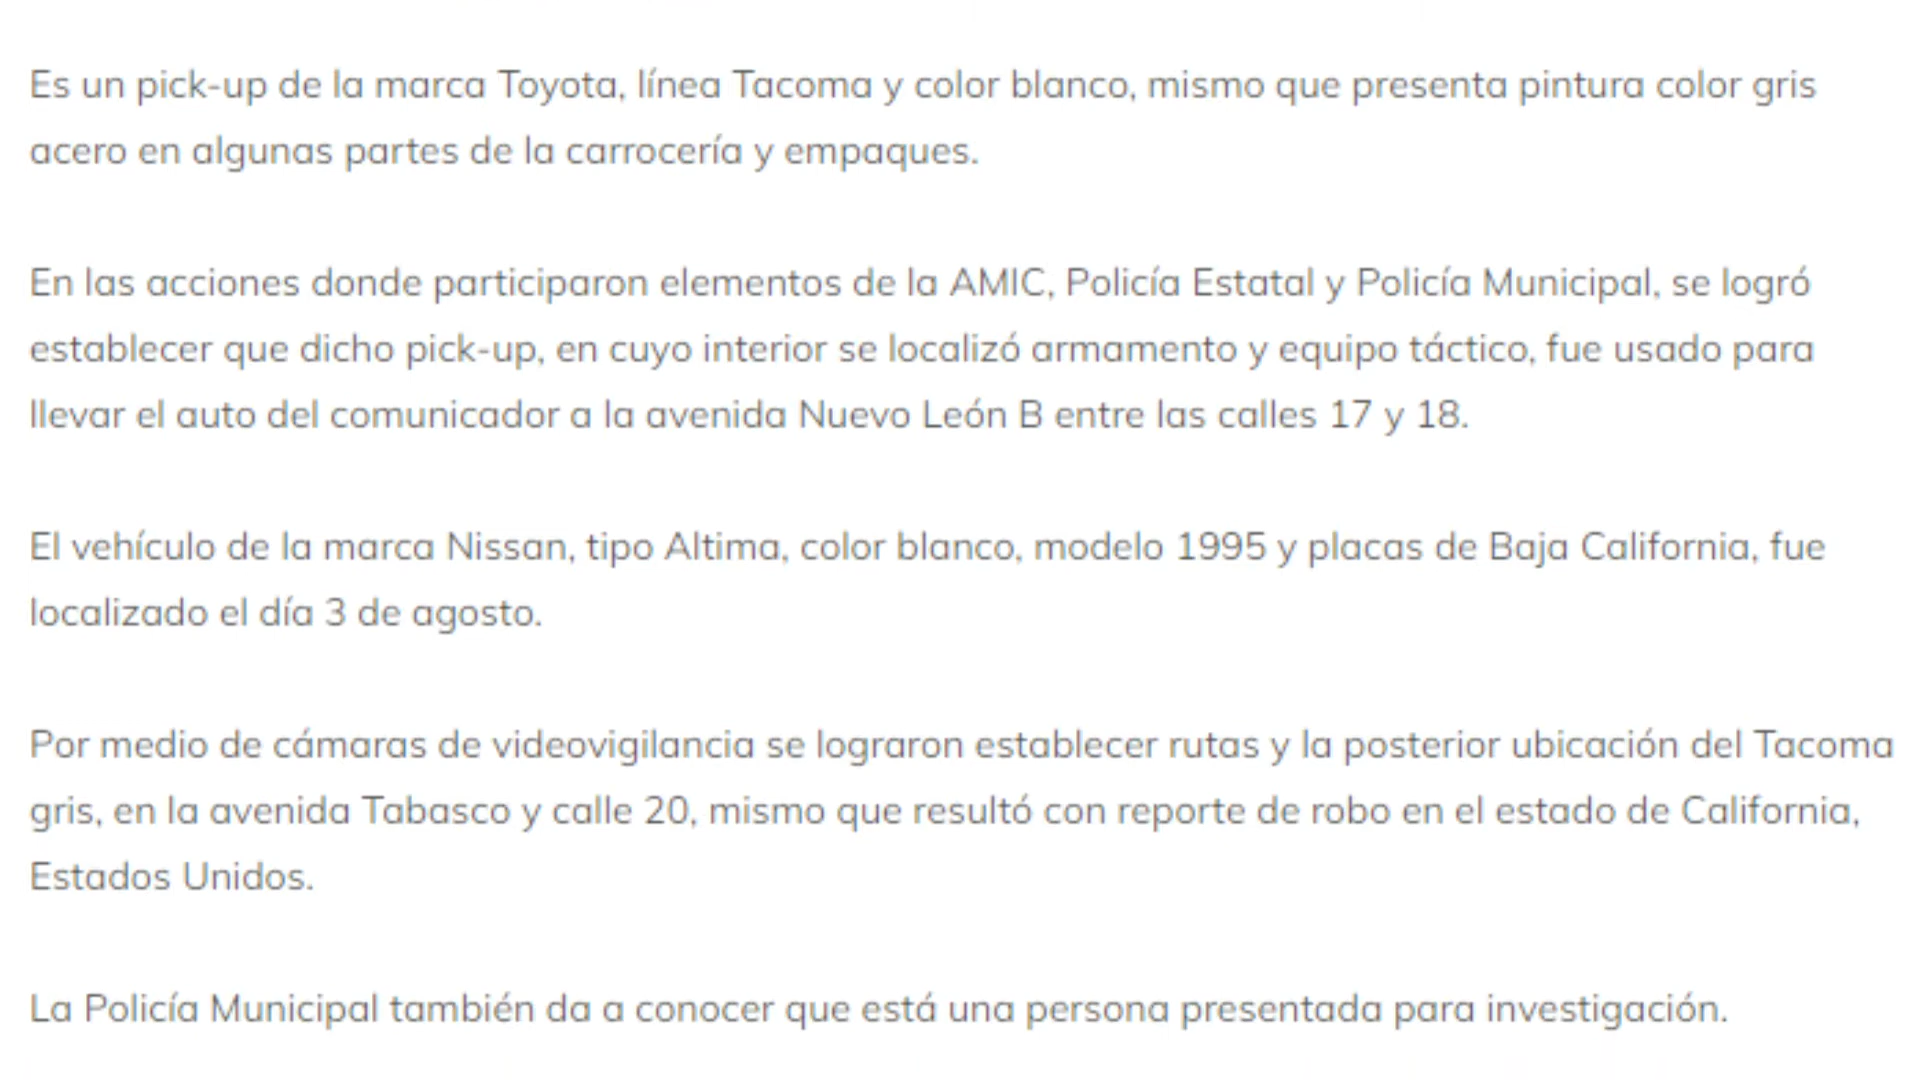 Es un pick-up de la marca Toyota, línea Tacoma y color blanco, mismo que presenta pintura color gris
acero en algunas partes de la carrocería y empaques.
En las acciones donde participaron elementos de la AMIC, Policía Estatal y Policía Municipal, se logró
establecer que dicho pick-up, en cuyo interior se localizó armamento y equipo táctico, fue usado para
llevar el auto del comunicador a la avenida Nuevo León B entre las calles 17 y 18.
El vehículo de la marca Nissan, tipo Altima, color blanco, modelo 1995 y placas de Baja California, fue
localizado el día 3 de agosto.
Por medio de cámaras de videovigilancia se lograron establecer rutas y la posterior ubicación del Tacoma
gris, en la avenida Tabasco y calle 20, mismo que resultó con reporte de robo en el estado de California,
Estados Unidos.
La Policía Municipal también da a conocer que está una persona presentada para investigación.